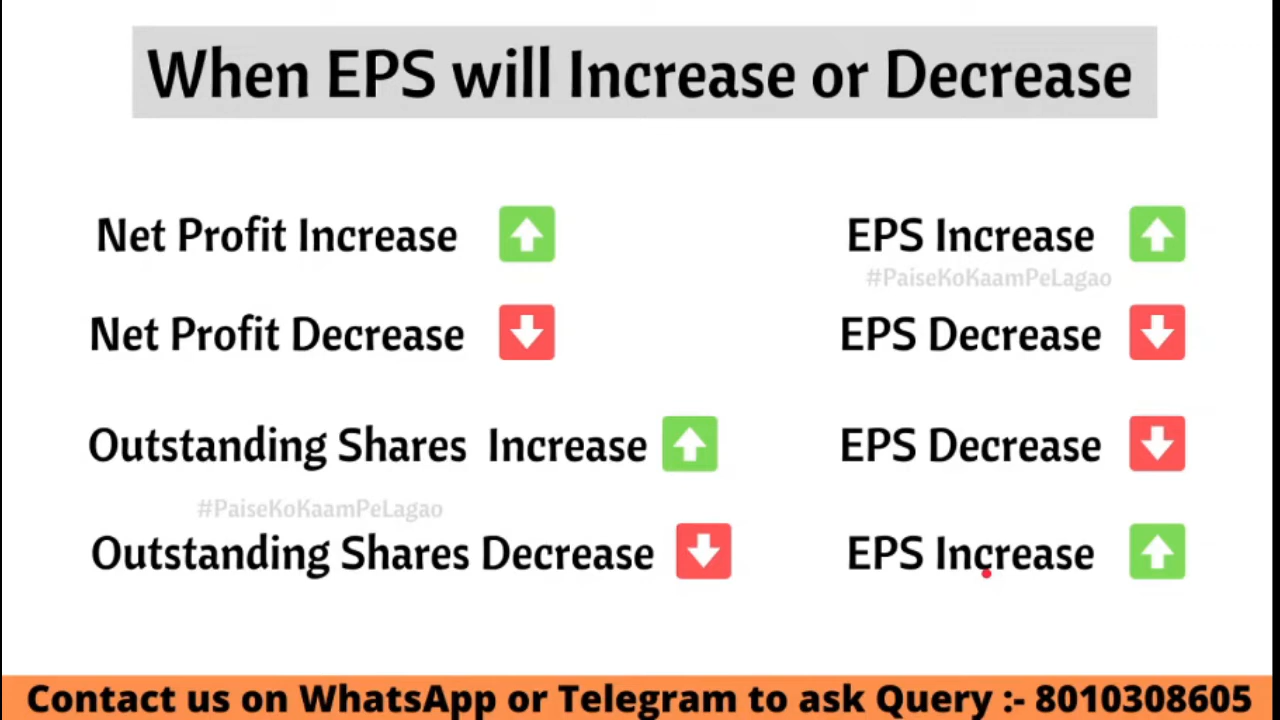 When EPS will Increase or Decrease
Net Profit Increase EPS Increase
#PaiseKoKaamPeLagao
Net Profit Decrease EPS Decrease
Outstanding Shares Increase EPS Decrease
#PaiseKoKaamPeLagao
Outstanding Shares Decrease EPS Increase
Contact us on WhatsApp or Telegram to ask Query :- 8010308605